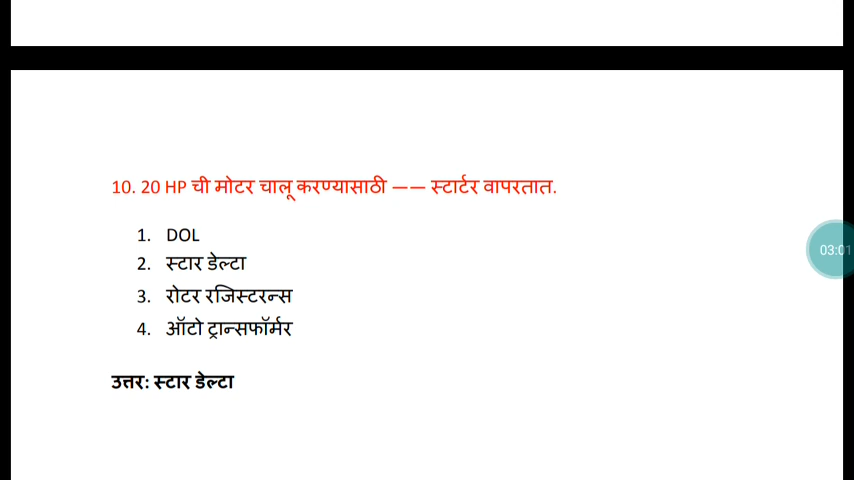 10. 20 HP ची मोटर चालू करण्यासाठी —— स्टार्टर वापरतात.
1. DOL
2. स्टार डेल्टा
3. रोटर रजिस्टरन्स
4. ऑटो ट्रान्सफॉर्मर
उत्तर: स्टार डेल्टा
03:01